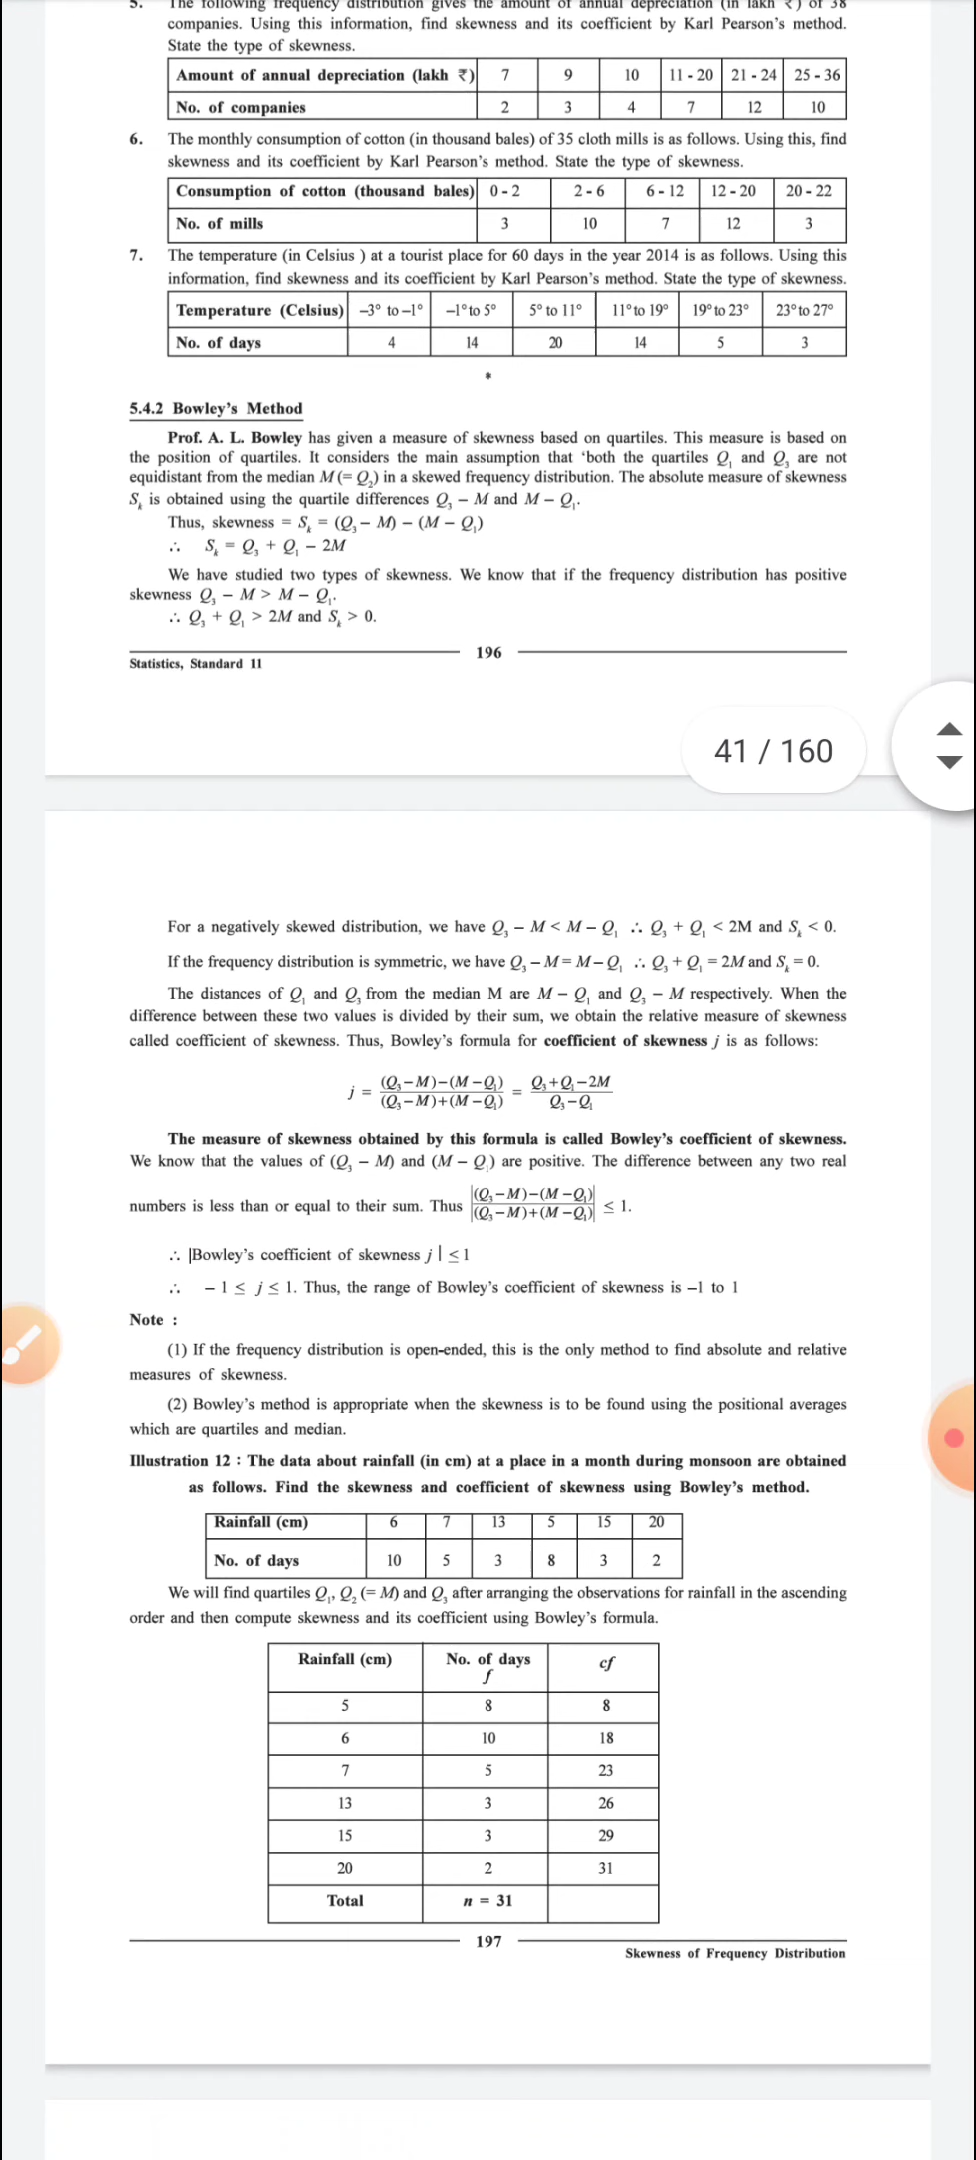 5. The following frequency distribution gives the amount of annual depreciation (in lakh ₹) of 38
companies. Using this information, find skewness and its coefficient by Karl Pearson's method.
State the type of skewness.
Amount of annual depreciation (lakh ₹) 7 9 10 11 - 20 21 - 24 25 - 36
No. of companies 2 3 4 7 12 10
6. The monthly consumption of cotton (in thousand bales) of 35 cloth mills is as follows. Using this, find
skewness and its coefficient by Karl Pearson's method. State the type of skewness.
Consumption of cotton (thousand bales) 0 - 2 2 - 6 6 - 12 12 - 20 20 - 22
No. of mills 3 10 7 12 3
7. The temperature (in Celsius ) at a tourist place for 60 days in the year 2014 is as follows. Using this
information, find skewness and its coefficient by Karl Pearson's method. State the type of skewness.
Temperature (Celsius) –3° to –1° –1° to 5° 5° to 11° 11° to 19° 19° to 23° 23° to 27°
No. of days 4 14 20 14 5 3
*
5.4.2 Bowley's Method
Prof. A. L. Bowley has given a measure of skewness based on quartiles. This measure is based on
the position of quartiles. It considers the main assumption that 'both the quartiles Q₁ and Q₃ are not
equidistant from the median M (= Q₂) in a skewed frequency distribution. The absolute measure of skewness
Sₖ is obtained using the quartile differences Q₃ – M and M – Q₁.
Thus, skewness = Sₖ = (Q₃ – M) – (M – Q₁)
∴ Sₖ = Q₃ + Q₁ – 2M
We have studied two types of skewness. We know that if the frequency distribution has positive
skewness Q₃ – M > M – Q₁.
∴ Q₃ + Q₁ > 2M and Sₖ > 0.
196
Statistics, Standard 11
41 / 160
For a negatively skewed distribution, we have Q₃ – M < M – Q₁ ∴ Q₃ + Q₁ < 2M and Sₖ < 0.
If the frequency distribution is symmetric, we have Q₃ – M = M – Q₁ ∴ Q₃ + Q₁ = 2M and Sₖ = 0.
The distances of Q₁ and Q₃ from the median M are M – Q₁ and Q₃ – M respectively. When the
difference between these two values is divided by their sum, we obtain the relative measure of skewness
called coefficient of skewness. Thus, Bowley's formula for coefficient of skewness j is as follows:
j = (Q₃–M)–(M–Q₁) / (Q₃–M)+(M–Q₁) = Q₃+Q₁–2M / Q₃–Q₁
The measure of skewness obtained by this formula is called Bowley's coefficient of skewness.
We know that the values of (Q₃ – M) and (M – Q₁) are positive. The difference between any two real
numbers is less than or equal to their sum. Thus |(Q₃–M)–(M–Q₁) / (Q₃–M)+(M–Q₁)| ≤ 1.
∴ |Bowley's coefficient of skewness j | ≤ 1
∴ – 1 ≤ j ≤ 1. Thus, the range of Bowley's coefficient of skewness is –1 to 1
Note :
(1) If the frequency distribution is open-ended, this is the only method to find absolute and relative
measures of skewness.
(2) Bowley's method is appropriate when the skewness is to be found using the positional averages
which are quartiles and median.
Illustration 12 : The data about rainfall (in cm) at a place in a month during monsoon are obtained
as follows. Find the skewness and coefficient of skewness using Bowley's method.
Rainfall (cm) 6 7 13 5 15 20
No. of days 10 5 3 8 3 2
We will find quartiles Q₁, Q₂ (= M) and Q₃ after arranging the observations for rainfall in the ascending
order and then compute skewness and its coefficient using Bowley's formula.
Rainfall (cm) No. of days f cf
5 8 8
6 10 18
7 5 23
13 3 26
15 3 29
20 2 31
Total n = 31
197
Skewness of Frequency Distribution